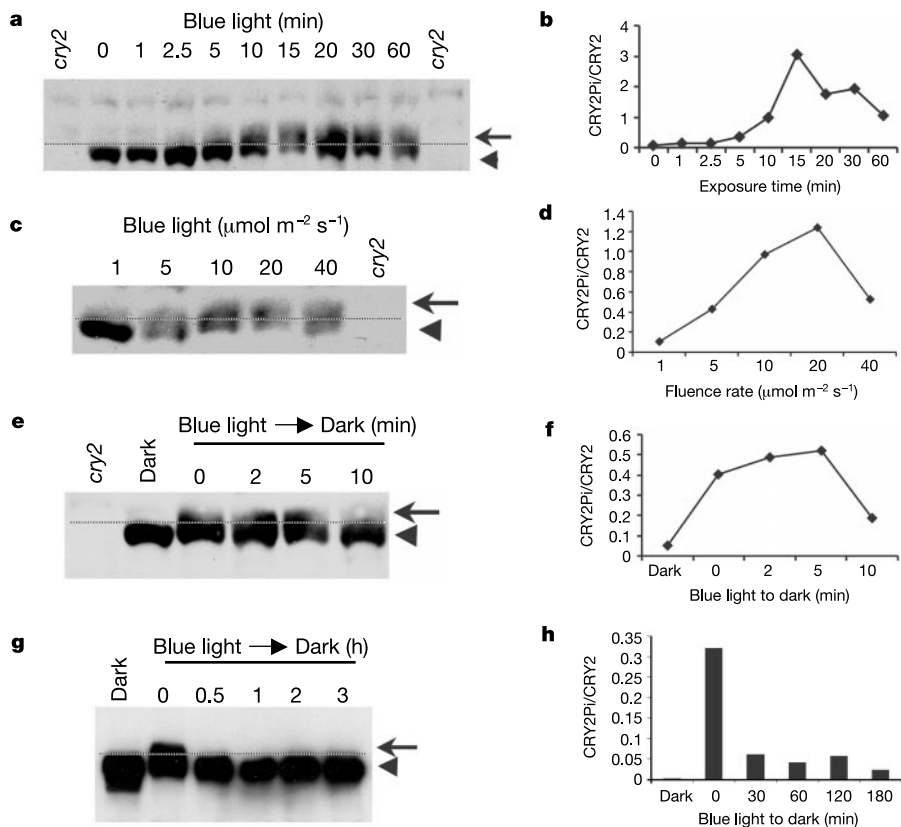 a
Blue light (min)
cry2 0 1 2.5 5 10 15 20 30 60 cry2
b
CRY2Pi/CRY2
4
3
2
1
0
0 1 2.5 5 10 15 20 30 60
Exposure time (min)
c
Blue light (μmol m−2 s−1)
1 5 10 20 40 cry2
d
CRY2Pi/CRY2
1.4
1.2
1.0
0.8
0.6
0.4
0.2
0
1 5 10 20 40
Fluence rate (μmol m−2 s−1)
e
Blue light → Dark (min)
cry2 Dark 0 2 5 10
f
CRY2Pi/CRY2
0.6
0.5
0.4
0.3
0.2
0.1
0
Dark 0 2 5 10
Blue light to dark (min)
g
Blue light → Dark (h)
Dark 0 0.5 1 2 3
h
CRY2Pi/CRY2
0.35
0.3
0.25
0.2
0.15
0.1
0.05
0
Dark 0 30 60 120 180
Blue light to dark (min)